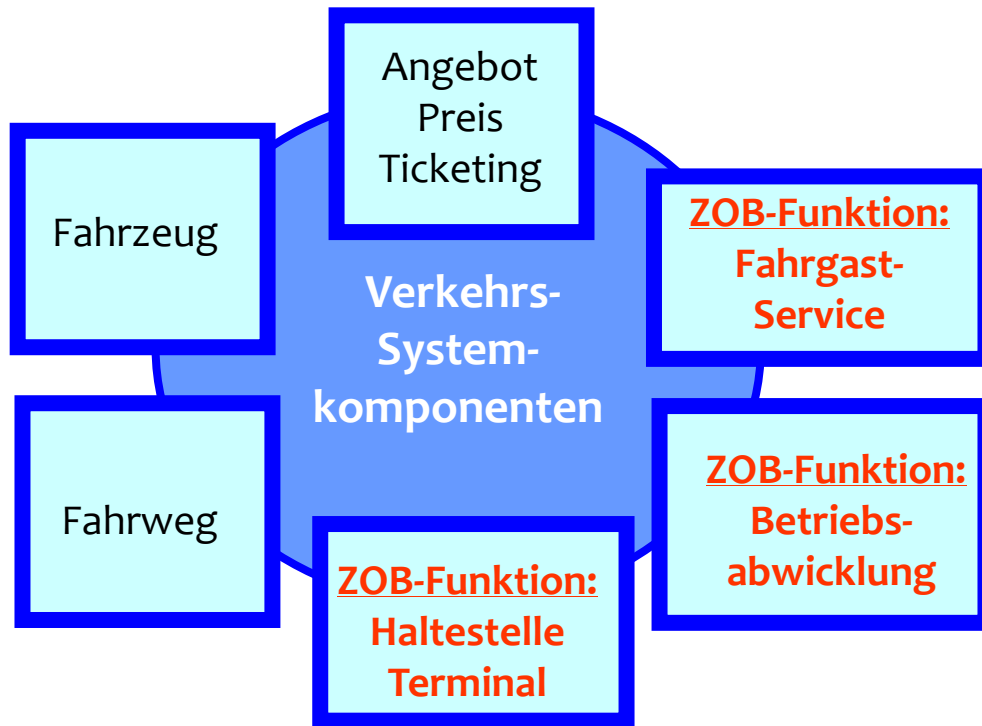 Angebot
Preis
Ticketing
Fahrzeug
ZOB-Funktion:
Fahrgast-
Service
Verkehrs-
System-
komponenten
Fahrweg
ZOB-Funktion:
Betriebs-
abwicklung
ZOB-Funktion:
Haltestelle
Terminal